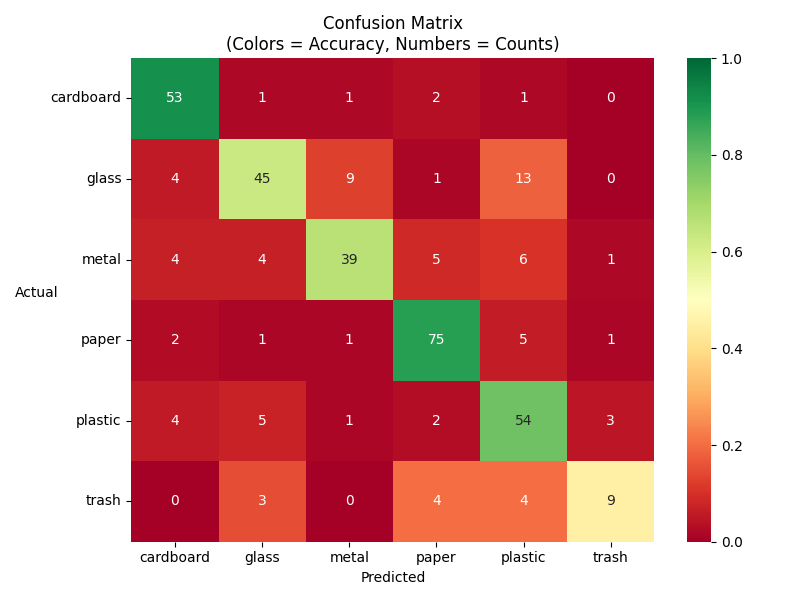 Confusion Matrix
(Colors = Accuracy, Numbers = Counts)
cardboard 53 1 1 2 1 0
glass 4 45 9 1 13 0
metal 4 4 39 5 6 1
Actual
paper 2 1 1 75 5 1
plastic 4 5 1 2 54 3
trash 0 3 0 4 4 9
cardboard glass metal paper plastic trash
Predicted
1.0
0.8
0.6
0.4
0.2
0.0